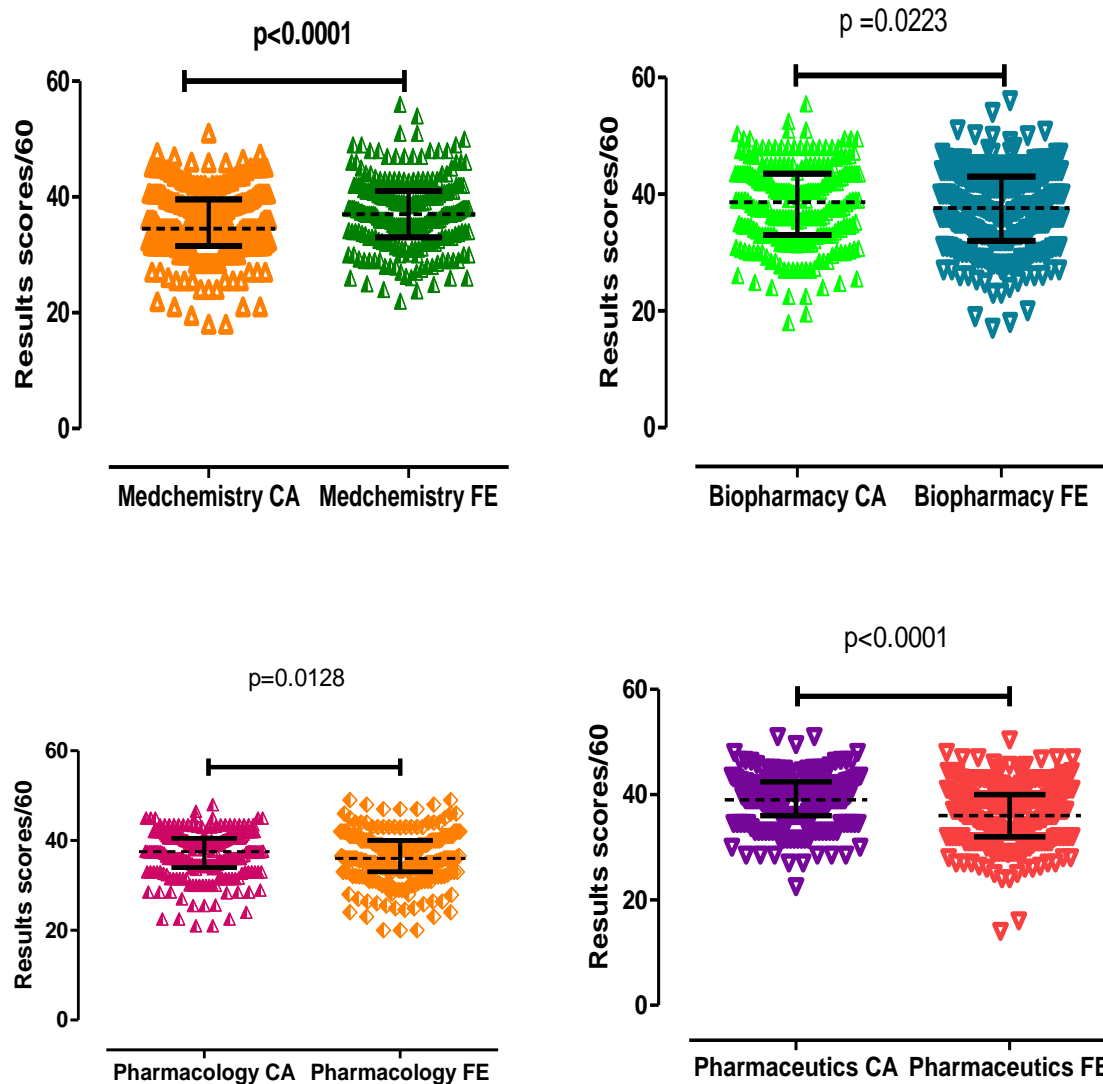 p<0.0001
Results scores/60
60
40
20
0
Medchemistry CA Medchemistry FE
p =0.0223
Results scores/60
60
40
20
0
Biopharmacy CA Biopharmacy FE
p=0.0128
Results scores/60
60
40
20
0
Pharmacology CA Pharmacology FE
p<0.0001
Results scores/60
60
40
20
0
Pharmaceutics CA Pharmaceutics FE